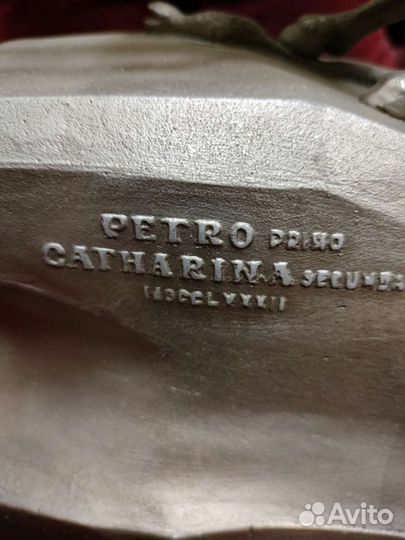 PETRO PRIMO
CATHARINA SECUNDA
MDCCLXXXII
Avito